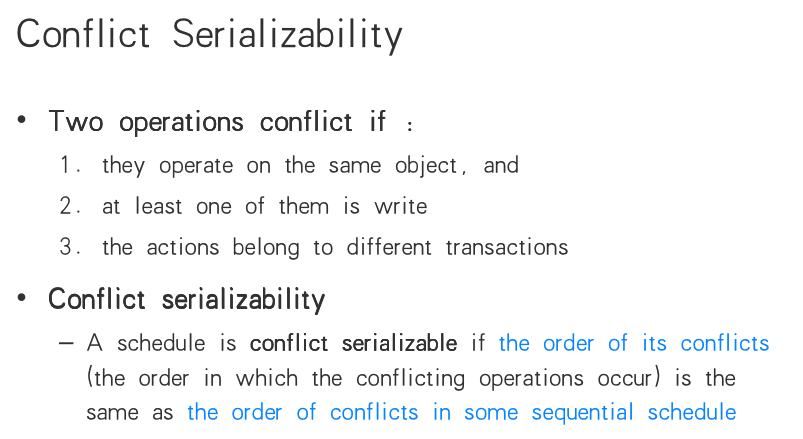 Conflict Serializability
• Two operations conflict if :
1. they operate on the same object, and
2. at least one of them is write
3. the actions belong to different transactions
• Conflict serializability
– A schedule is conflict serializable if the order of its conflicts
(the order in which the conflicting operations occur) is the
same as the order of conflicts in some sequential schedule